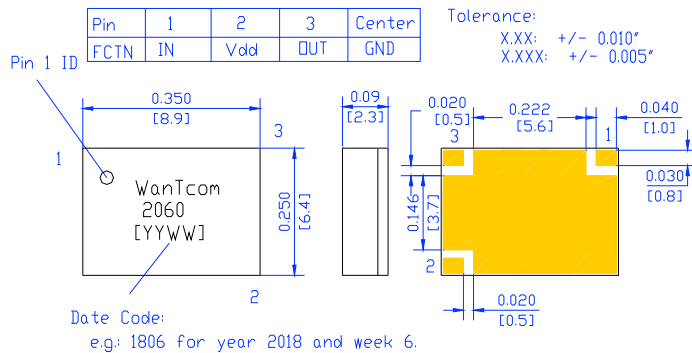 Pin 1 2 3 Center
FCTN IN Vdd OUT GND
Tolerance:
X.XX: +/- 0.010"
X.XXX: +/- 0.005"
Pin 1 ID
0.350
[8.9]
0.09
[2.3]
0.020
[0.5]
0.222
[5.6]
0.040
[1.0]
1
3
3
1
WanTcom
2060
[YYWW]
0.250
[6.4]
0.146
[3.7]
0.030
[0.8]
2
2
0.020
[0.5]
Date Code:
e.g.: 1806 for year 2018 and week 6.